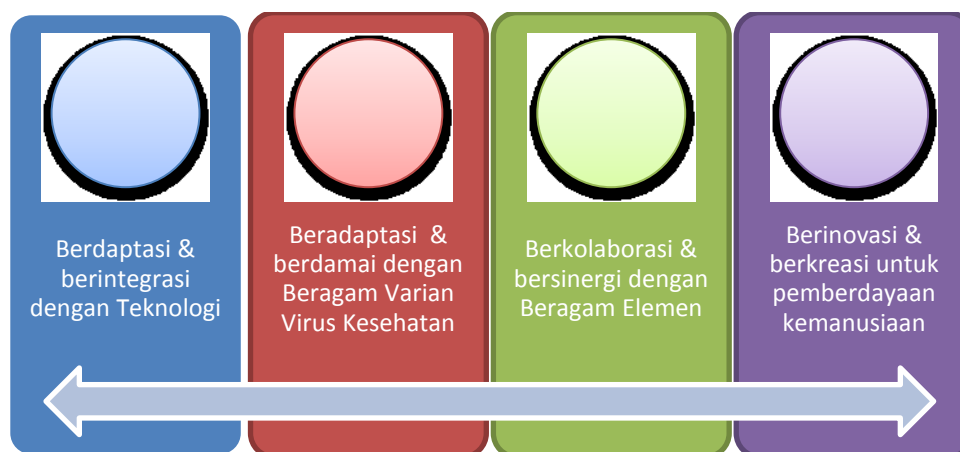 Berdaptasi &
berintegrasi
dengan Teknologi
Beradaptasi &
berdamai dengan
Beragam Varian
Virus Kesehatan
Berkolaborasi &
bersinergi dengan
Beragam Elemen
Berinovasi &
berkreasi untuk
pemberdayaan
kemanusiaan